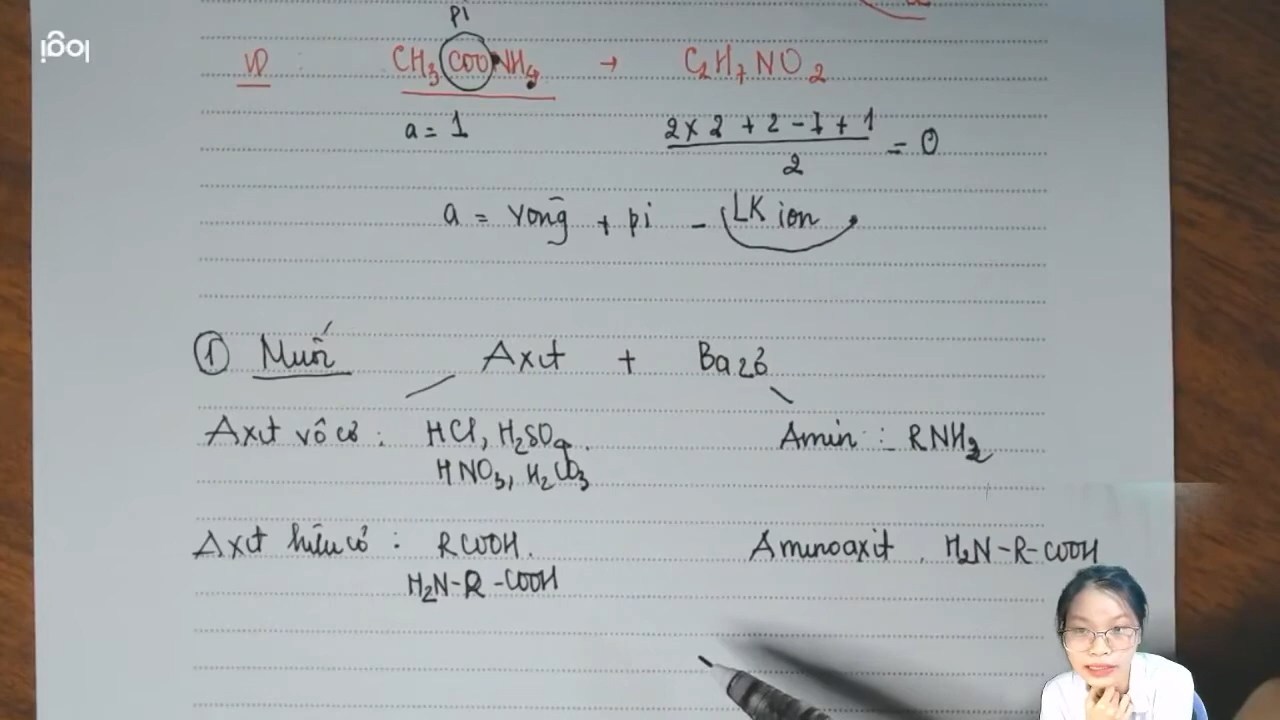 pi
logi
VD : CH3COONH4 → C2H7NO2
a = 1
2 x 2 + 2 - 7 + 1 / 2 = 0
a = vòng + pi - LK ion
① Muối Axit + Bazơ
Axit vô cơ : HCl, H2SO4. Amin : RNH2
HNO3, H2CO3
Axit hữu cơ : RCOOH. Aminoaxit . H2N-R-COOH
H2N-R-COOH